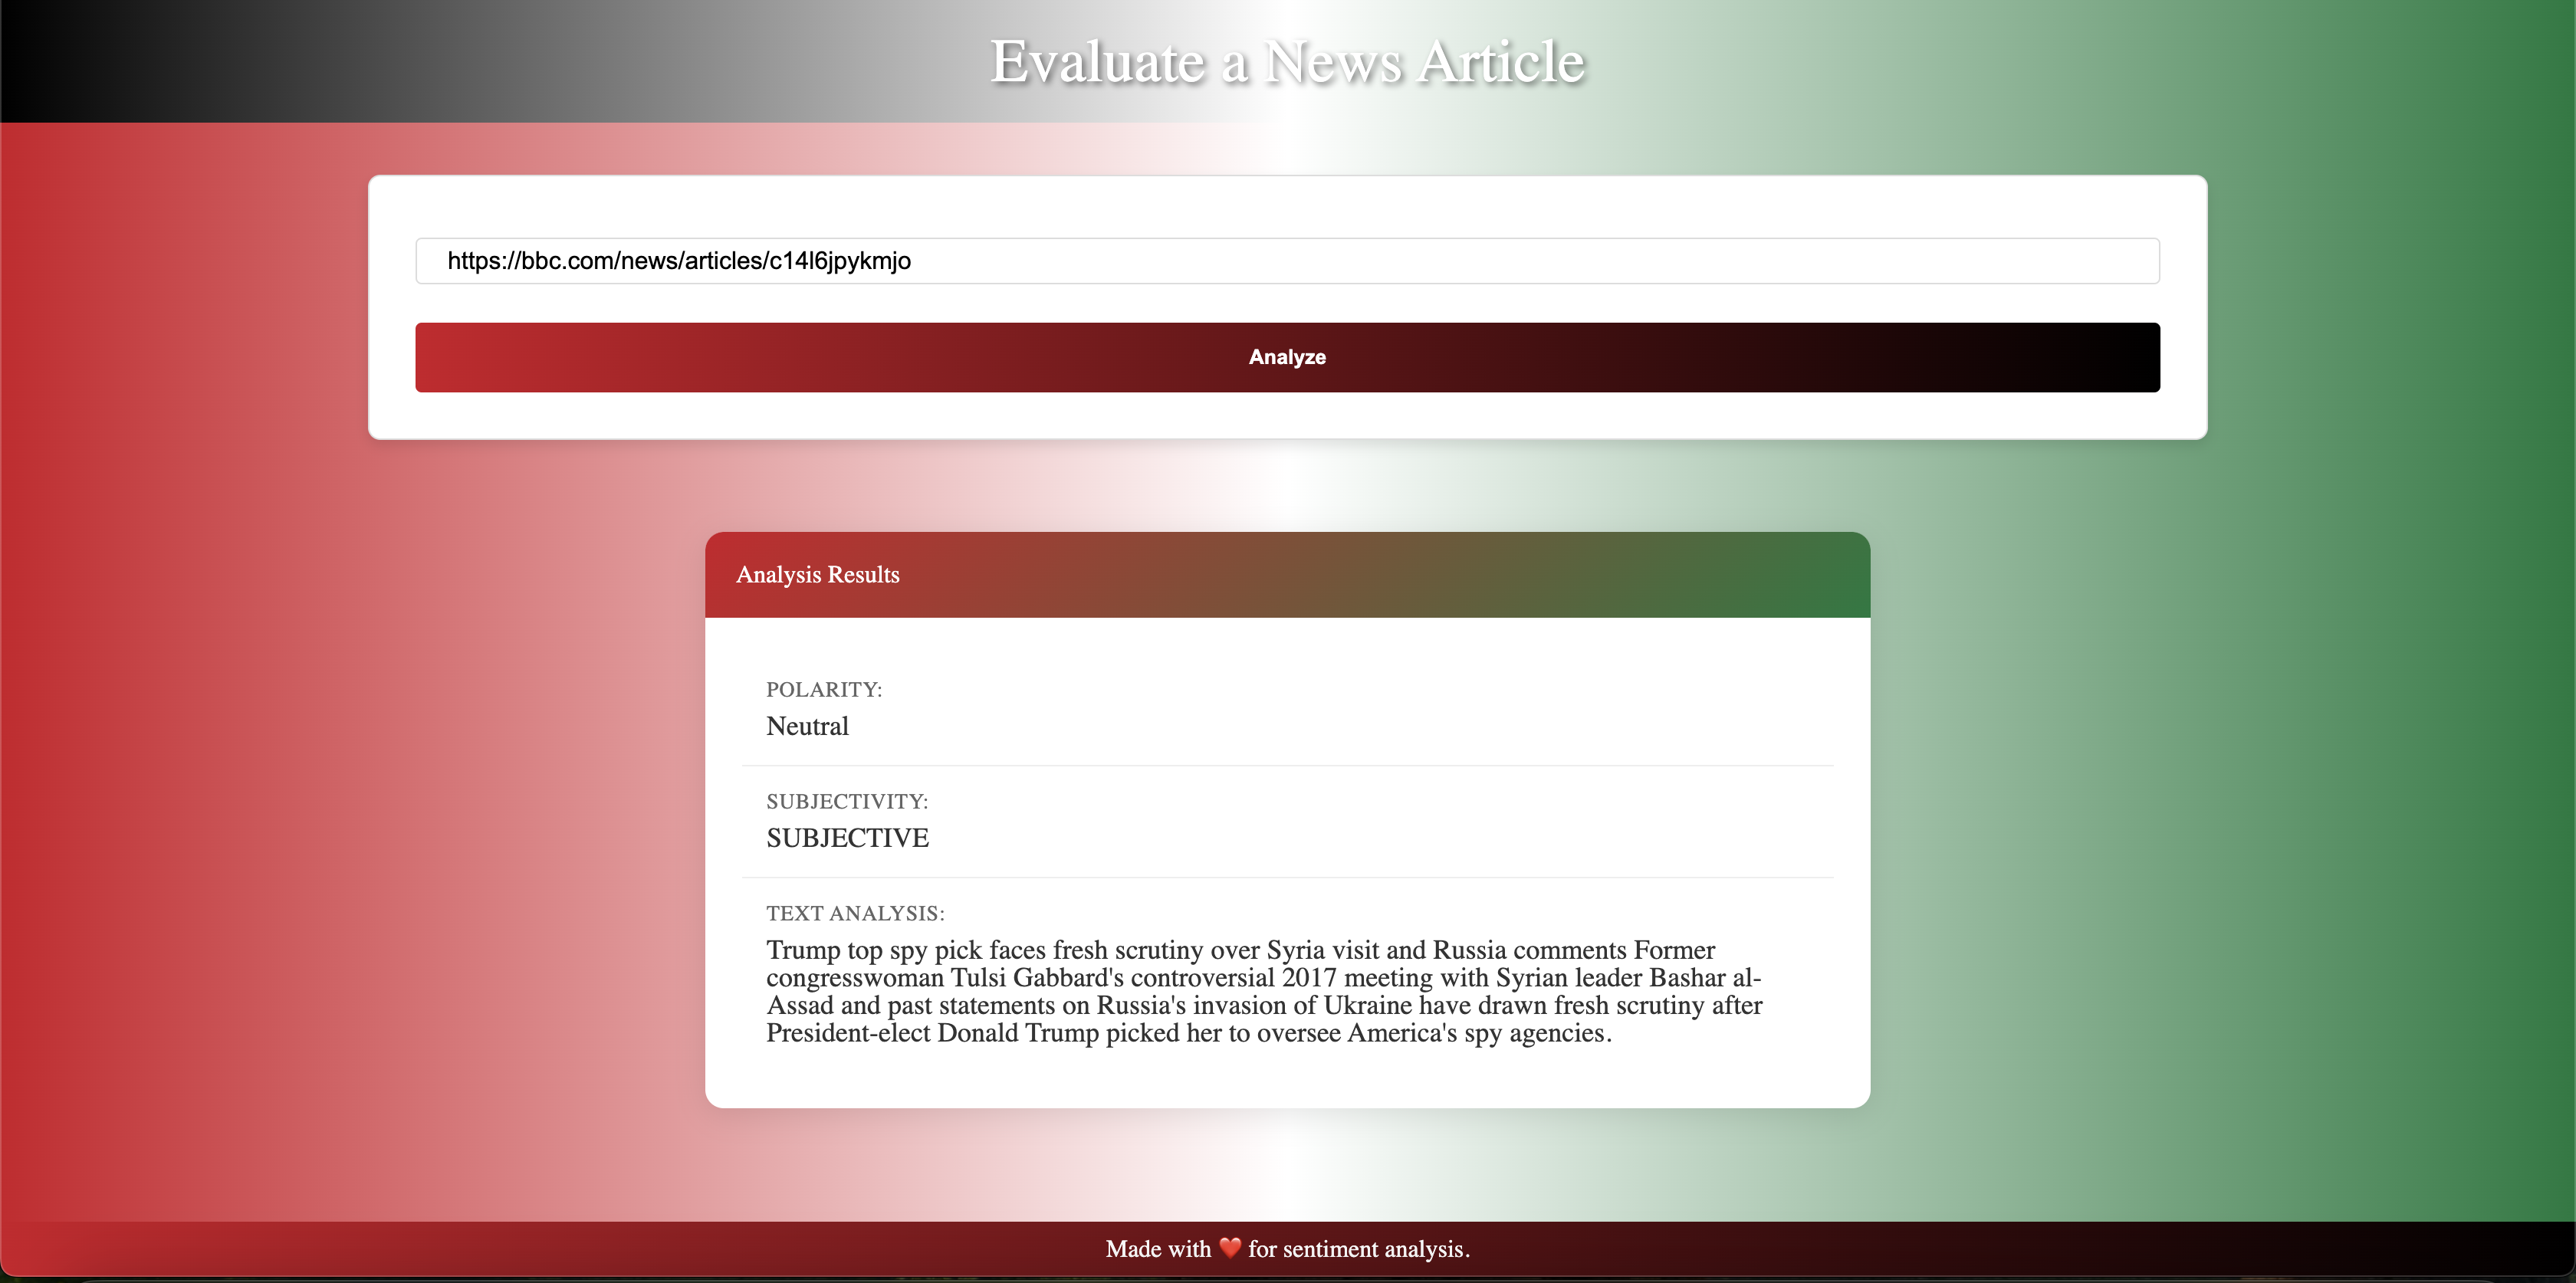 Evaluate a News Article
https://bbc.com/news/articles/c14l6jpykmjo
Analyze
Analysis Results
POLARITY:
Neutral
SUBJECTIVITY:
SUBJECTIVE
TEXT ANALYSIS:
Trump top spy pick faces fresh scrutiny over Syria visit and Russia comments Former
congresswoman Tulsi Gabbard's controversial 2017 meeting with Syrian leader Bashar al-
Assad and past statements on Russia's invasion of Ukraine have drawn fresh scrutiny after
President-elect Donald Trump picked her to oversee America's spy agencies.
Made with ❤️ for sentiment analysis.